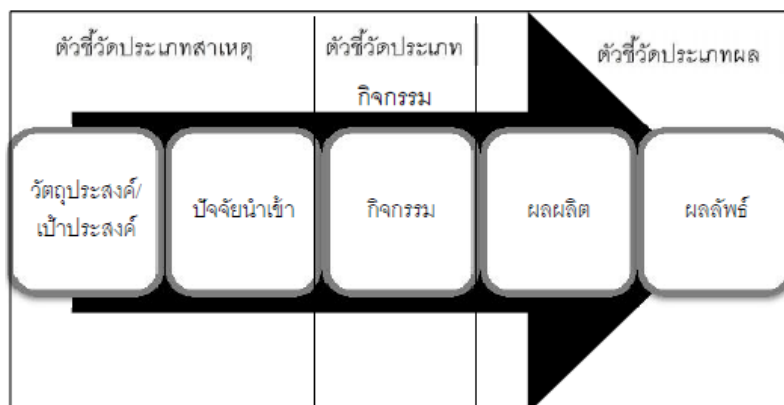 ตัวชี้วัดประเภทสาเหตุ
ตัวชี้วัดประเภท
กิจกรรม
ตัวชี้วัดประเภทผล
วัตถุประสงค์/
เป้าประสงค์
ปัจจัยนำเข้า
กิจกรรม
ผลผลิต
ผลลัพธ์